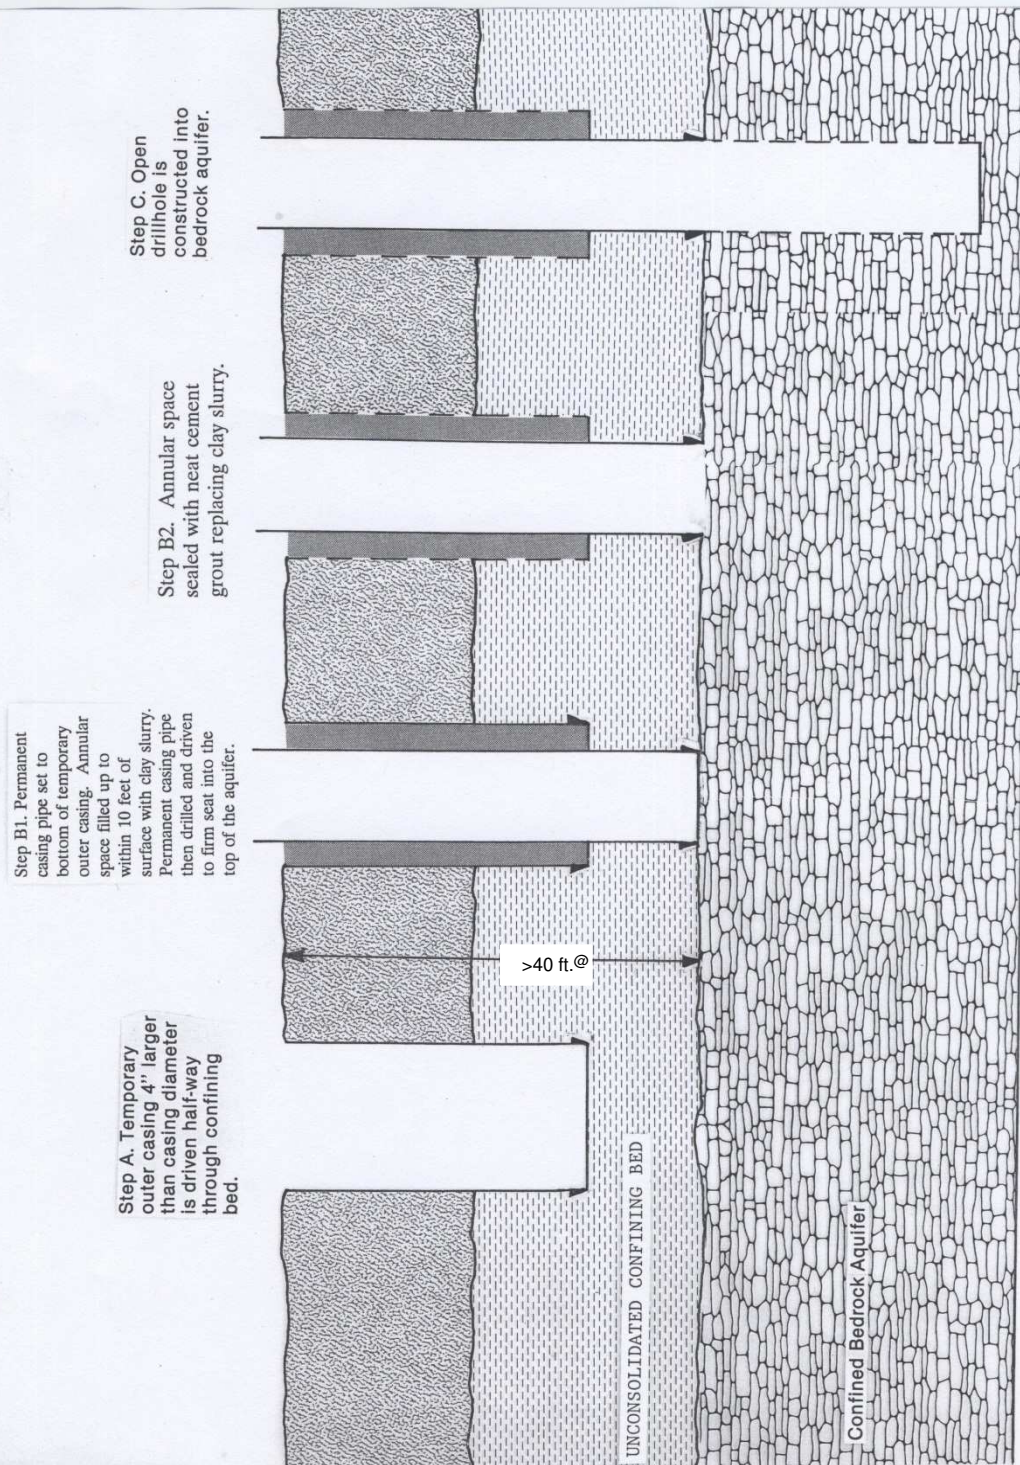 Step A. Temporary
outer casing 4" larger
than casing diameter
is driven half-way
through confining
bed.
Step B1. Permanent
casing pipe set to
bottom of temporary
outer casing. Annular
space filled up to
within 10 feet of
surface with clay slurry.
Permanent casing pipe
then drilled and driven
to firm seat into the
top of the aquifer.
Step B2. Annular space
sealed with neat cement
grout replacing clay slurry.
Step C. Open
drillhole is
constructed into
bedrock aquifer.
>40 ft.@
UNCONSOLIDATED CONFINING BED
Confined Bedrock Aquifer